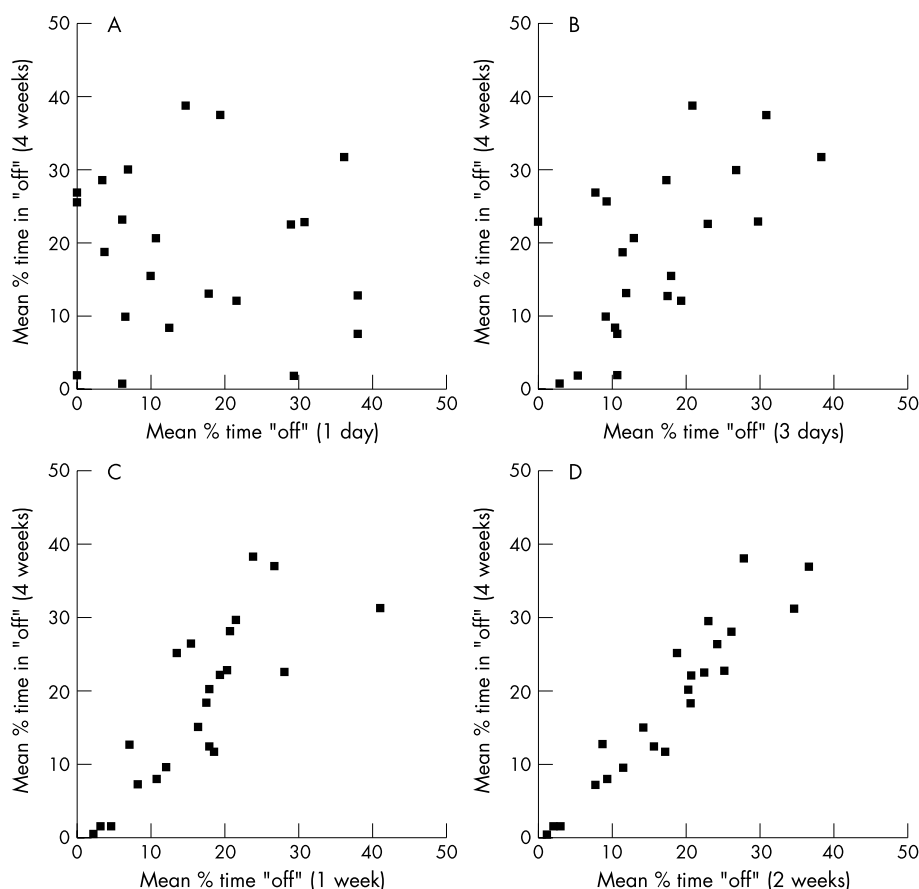 A
Mean % time in "off" (4 weeeks)
50
40
30
20
10
0
0 10 20 30 40 50
Mean % time "off" (1 day)
B
Mean % time in "off" (4 weeeks)
50
40
30
20
10
0
0 10 20 30 40 50
Mean % time "off" (3 days)
C
Mean % time in "off" (4 weeeks)
50
40
30
20
10
0
0 10 20 30 40 50
Mean % time "off" (1 week)
D
Mean % time in "off" (4 weeeks)
50
40
30
20
10
0
0 10 20 30 40 50
Mean % time "off" (2 weeks)